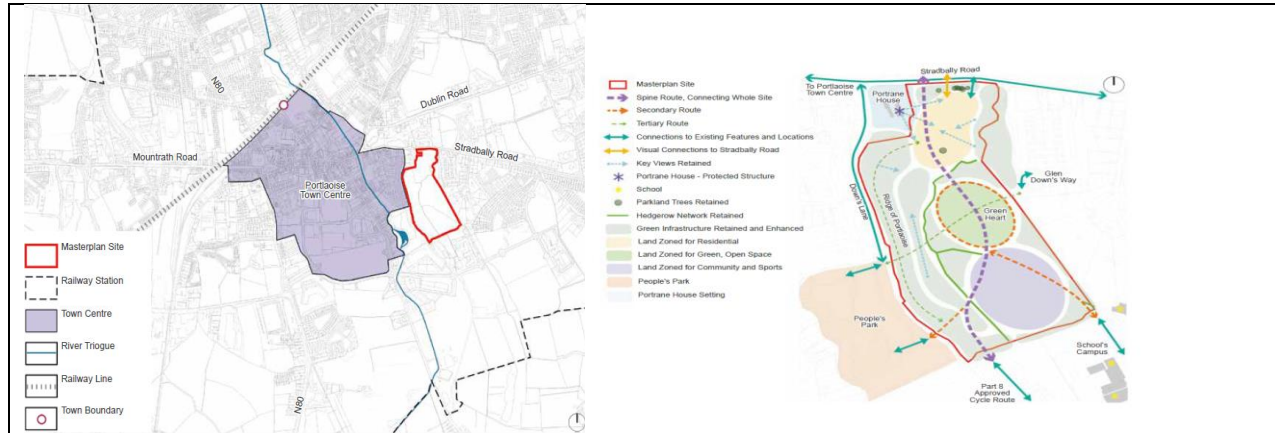 N80
Dublin Road
Mountrath Road
Stradbally Road
Portlaoise
Town Centre
N80
Masterplan Site
Railway Station
Town Centre
River Triogue
Railway Line
Town Boundary
Masterplan Site
Spine Route, Connecting Whole Site
Secondary Route
Tertiary Route
Connections to Existing Features and Locations
Visual Connections to Stradbally Road
Key Views Retained
Portrane House - Protected Structure
School
Parkland Trees Retained
Hedgerow Network Retained
Green Infrastructure Retained and Enhanced
Land Zoned for Residential
Land Zoned for Green, Open Space
Land Zoned for Community and Sports
People's Park
Portrane House Setting
Stradbally Road
To Portlaoise
Town Centre
Portrane
House
Glen
Down's Way
Down's Lane
Ridge of Portlaoise
Green
Heart
People's
Park
School's
Campus
Part 8
Approved
Cycle Route